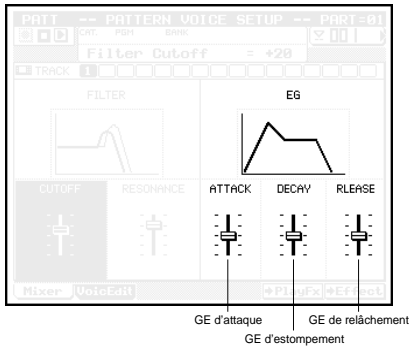 PATT -- PATTERN VOICE SETUP -- PART=01
CAT. PGM BANK
Filter Cutoff = +20
TRACK 1
FILTER EG
CUTOFF RESONANCE ATTACK DECAY RLEASE
Mixer VoicEdit PlayFx Effect
GE d'attaque GE de relâchement
GE d'estompement